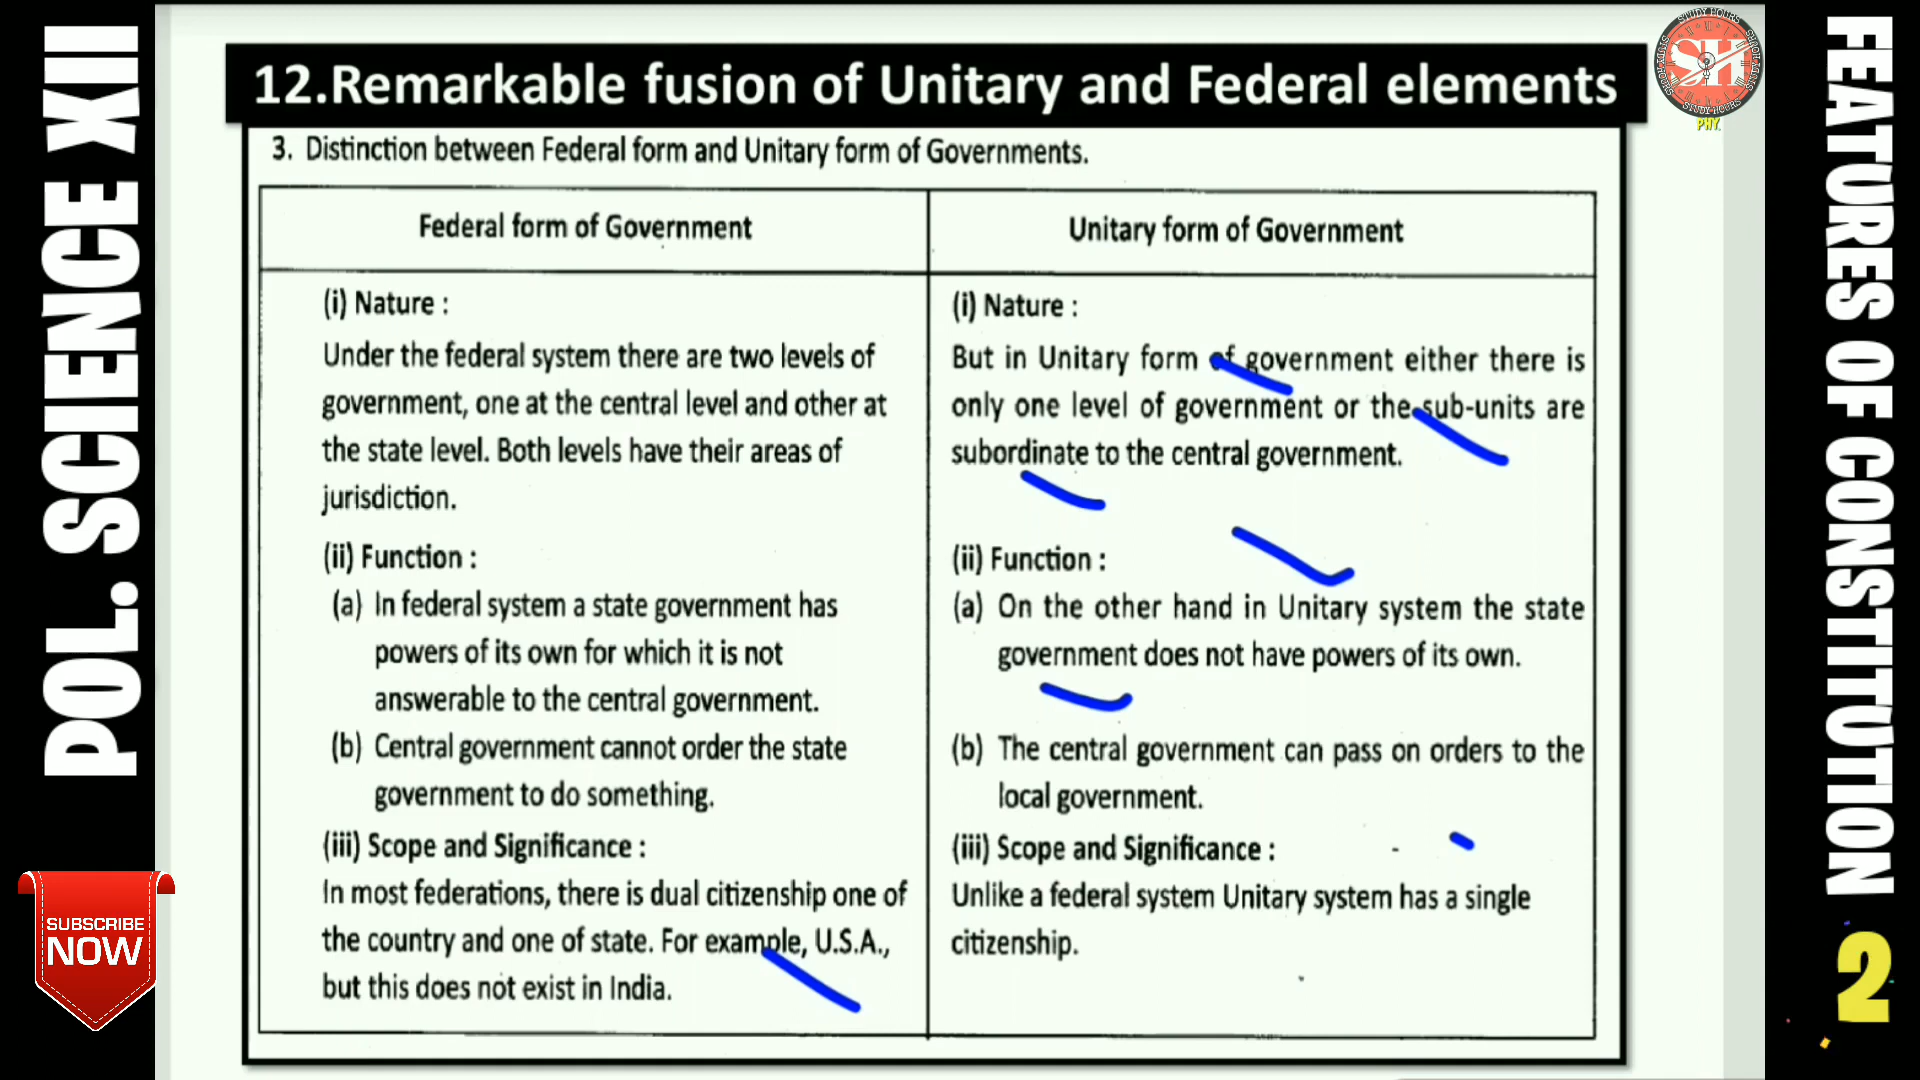 POL. SCIENCE XII
12.Remarkable fusion of Unitary and Federal elements
STUDY HOURS
SH
STUDY HOURS
PHY.
3. Distinction between Federal form and Unitary form of Governments.
Federal form of Government
(i) Nature :
Under the federal system there are two levels of
government, one at the central level and other at
the state level. Both levels have their areas of
jurisdiction.
(ii) Function :
(a) In federal system a state government has
powers of its own for which it is not
answerable to the central government.
(b) Central government cannot order the state
government to do something.
(iii) Scope and Significance :
In most federations, there is dual citizenship one of
the country and one of state. For example, U.S.A.,
but this does not exist in India.
Unitary form of Government
(i) Nature :
But in Unitary form of government either there is
only one level of government or the sub-units are
subordinate to the central government.
(ii) Function :
(a) On the other hand in Unitary system the state
government does not have powers of its own.
(b) The central government can pass on orders to the
local government.
(iii) Scope and Significance :
Unlike a federal system Unitary system has a single
citizenship.
SUBSCRIBE
NOW
FEATURES OF CONSTITUTION
2